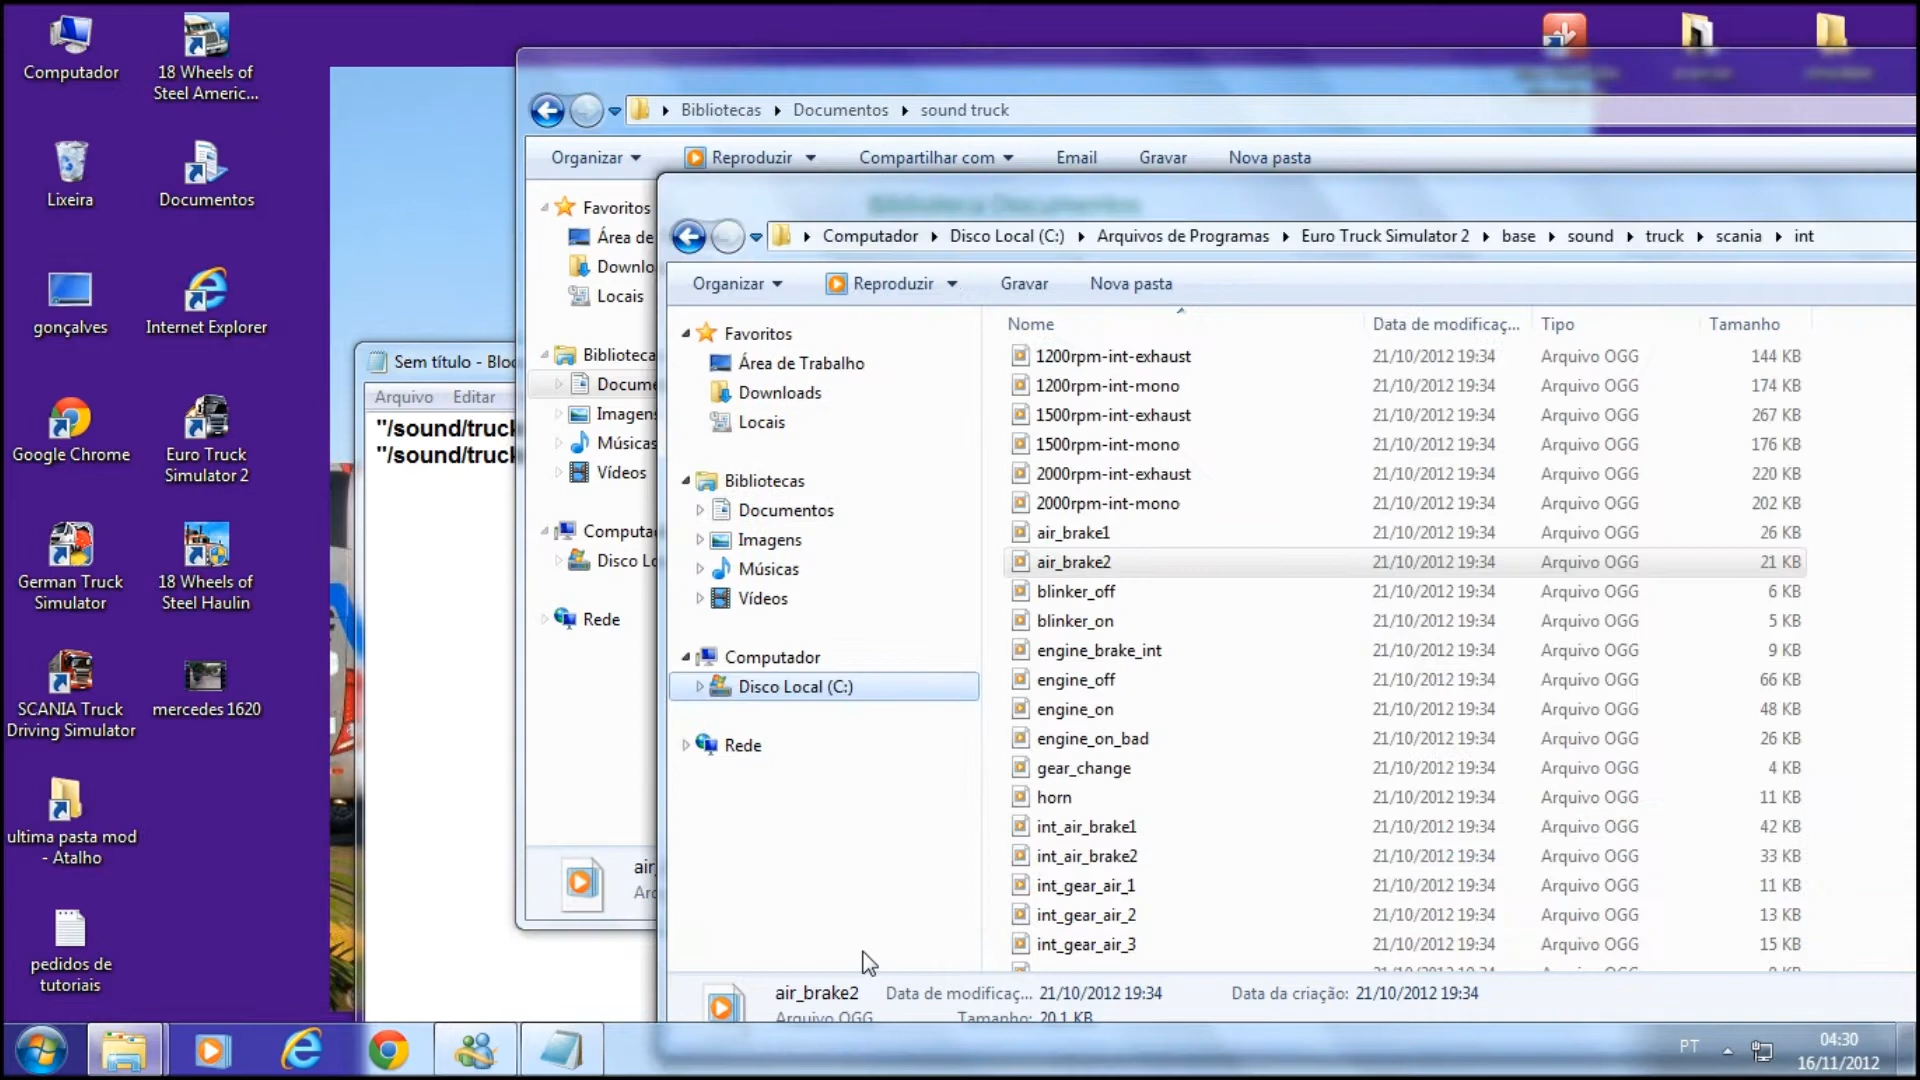 Computador
18 Wheels of
Steel Americ...
Lixeira
Documentos
gonçalves
Internet Explorer
Google Chrome
Euro Truck
Simulator 2
German Truck
Simulator
18 Wheels of
Steel Haulin
SCANIA Truck
Driving Simulator
mercedes 1620
ultima pasta mod
- Atalho
pedidos de
tutoriais
Sem título - Bloc
Arquivo Editar
"/sound/truck
"/sound/truck
Bibliotecas Documentos sound truck
Organizar Reproduzir Compartilhar com Email Gravar Nova pasta
Biblioteca Documentos
Favoritos
Área de
Downlo
Locais
Biblioteca
Docume
Imagens
Músicas
Vídeos
Computa
Disco Lo
Rede
air_
Arq
Computador Disco Local (C:) Arquivos de Programas Euro Truck Simulator 2 base sound truck scania int
Organizar Reproduzir Gravar Nova pasta
Favoritos
Área de Trabalho
Downloads
Locais
Bibliotecas
Documentos
Imagens
Músicas
Vídeos
Computador
Disco Local (C:)
Rede
Nome Data de modificaç... Tipo Tamanho
1200rpm-int-exhaust 21/10/2012 19:34 Arquivo OGG 144 KB
1200rpm-int-mono 21/10/2012 19:34 Arquivo OGG 174 KB
1500rpm-int-exhaust 21/10/2012 19:34 Arquivo OGG 267 KB
1500rpm-int-mono 21/10/2012 19:34 Arquivo OGG 176 KB
2000rpm-int-exhaust 21/10/2012 19:34 Arquivo OGG 220 KB
2000rpm-int-mono 21/10/2012 19:34 Arquivo OGG 202 KB
air_brake1 21/10/2012 19:34 Arquivo OGG 26 KB
air_brake2 21/10/2012 19:34 Arquivo OGG 21 KB
blinker_off 21/10/2012 19:34 Arquivo OGG 6 KB
blinker_on 21/10/2012 19:34 Arquivo OGG 5 KB
engine_brake_int 21/10/2012 19:34 Arquivo OGG 9 KB
engine_off 21/10/2012 19:34 Arquivo OGG 66 KB
engine_on 21/10/2012 19:34 Arquivo OGG 48 KB
engine_on_bad 21/10/2012 19:34 Arquivo OGG 26 KB
gear_change 21/10/2012 19:34 Arquivo OGG 4 KB
horn 21/10/2012 19:34 Arquivo OGG 11 KB
int_air_brake1 21/10/2012 19:34 Arquivo OGG 42 KB
int_air_brake2 21/10/2012 19:34 Arquivo OGG 33 KB
int_gear_air_1 21/10/2012 19:34 Arquivo OGG 11 KB
int_gear_air_2 21/10/2012 19:34 Arquivo OGG 13 KB
int_gear_air_3 21/10/2012 19:34 Arquivo OGG 15 KB
air_brake2 Data de modificaç... 21/10/2012 19:34 Data da criação: 21/10/2012 19:34
Arquivo OGG Tamanho: 20,1 KB
PT
04:30
16/11/2012